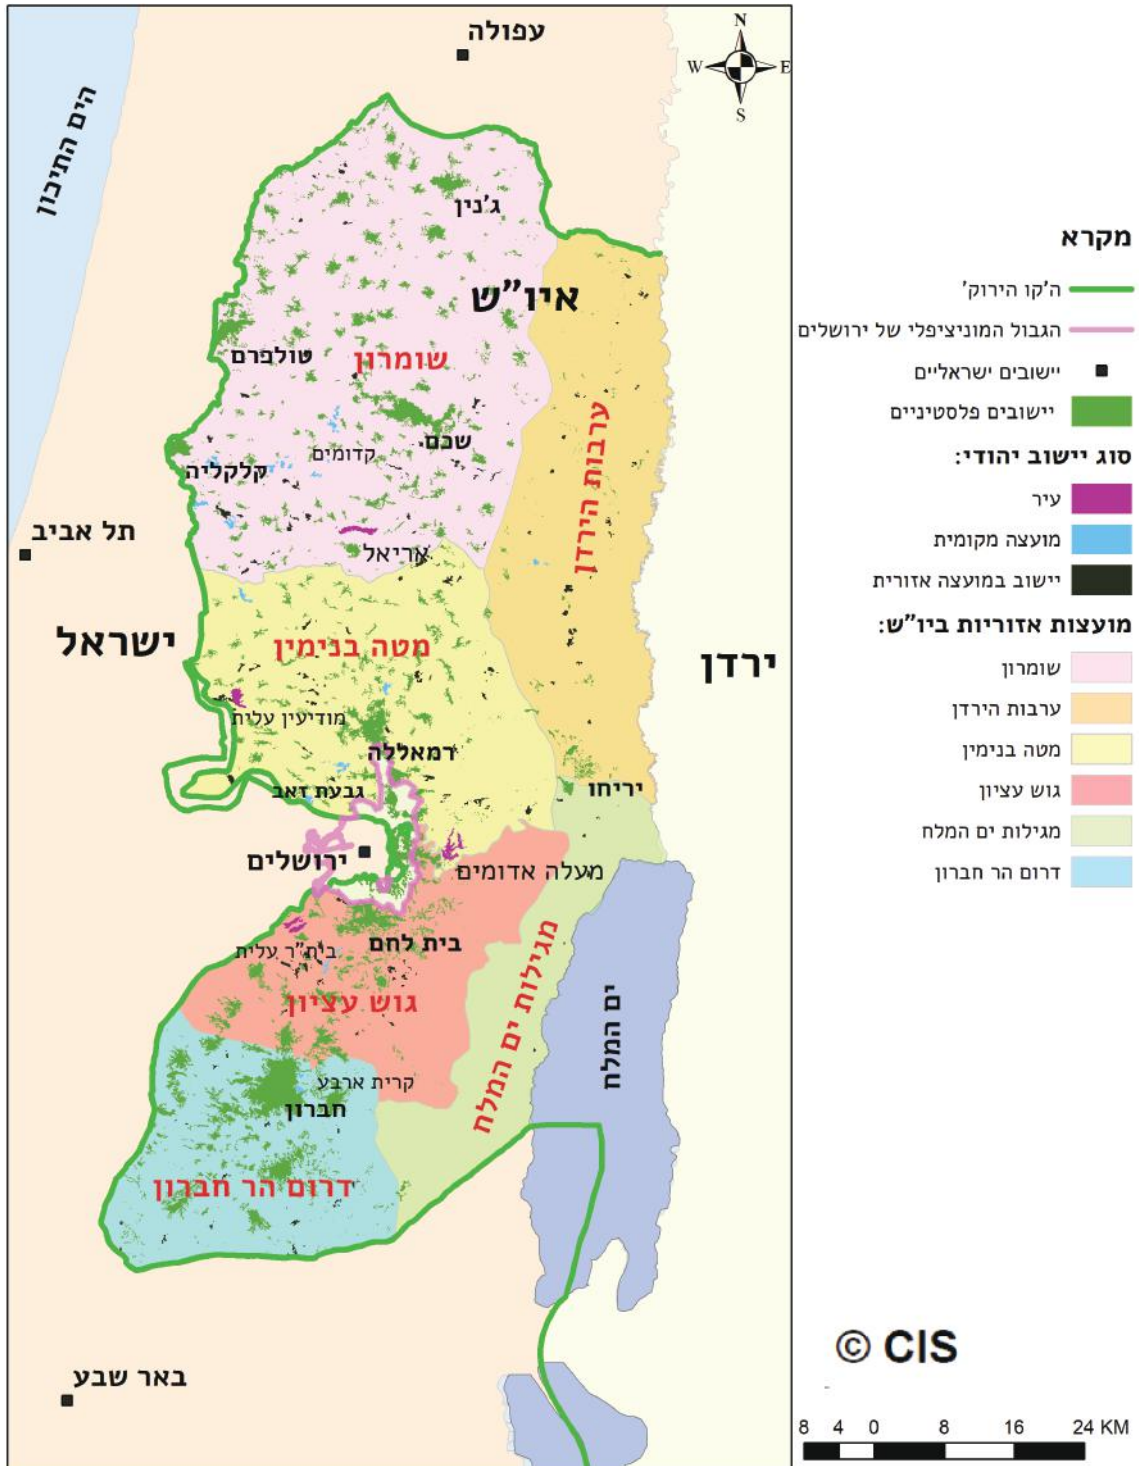 עפולה
N
W E
S
הים התיכון
ג'נין
איו"ש
טולכרם
שומרון
שכם
קדומים
קלקליה
ערבות הירדן
תל אביב
אריאל
ישראל
מטה בנימין
ירדן
מודיעין עלית
רמאללה
גבעת זאב
יריחו
ירושלים
מעלה אדומים
בית לחם
בית"ר עלית
גוש עציון
מגילות ים המלח
ים המלח
קרית ארבע
חברון
דרום הר חברון
באר שבע
מקרא
ה'קו הירוק'
הגבול המוניציפלי של ירושלים
יישובים ישראליים
יישובים פלסטיניים
סוג יישוב יהודי:
עיר
מועצה מקומית
יישוב במועצה אזורית
מועצות אזוריות ביו"ש:
שומרון
ערבות הירדן
מטה בנימין
גוש עציון
מגילות ים המלח
דרום הר חברון
© CIS
8 4 0 8 16 24 KM